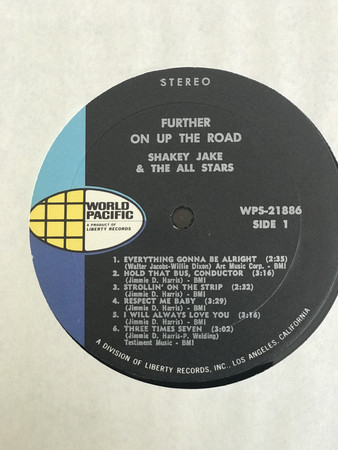 STEREO
FURTHER
ON UP THE ROAD
SHAKEY JAKE
& THE ALL STARS
WORLD
PACIFIC
A PRODUCT OF
LIBERTY RECORDS
WPS-21886
SIDE 1
1. EVERYTHING GONNA BE ALRIGHT (2:35)
(Walter Jacobs-Willie Dixon) Arc Music Corp. - BMI
2. HOLD THAT BUS, CONDUCTOR (3:16)
(Jimmie D. Harris) - BMI
3. STROLLIN' ON THE STRIP (2:32)
(Jimmie D. Harris) - BMI
4. RESPECT ME BABY (3:29)
(Jimmie D. Harris) - BMI
5. I WILL ALWAYS LOVE YOU (3:16)
(Jimmie D. Harris) - BMI
6. THREE TIMES SEVEN (3:02)
(Jimmie D. Harris-P. Welding)
Testiment Music - BMI
A DIVISION OF LIBERTY RECORDS, INC., LOS ANGELES, CALIFORNIA